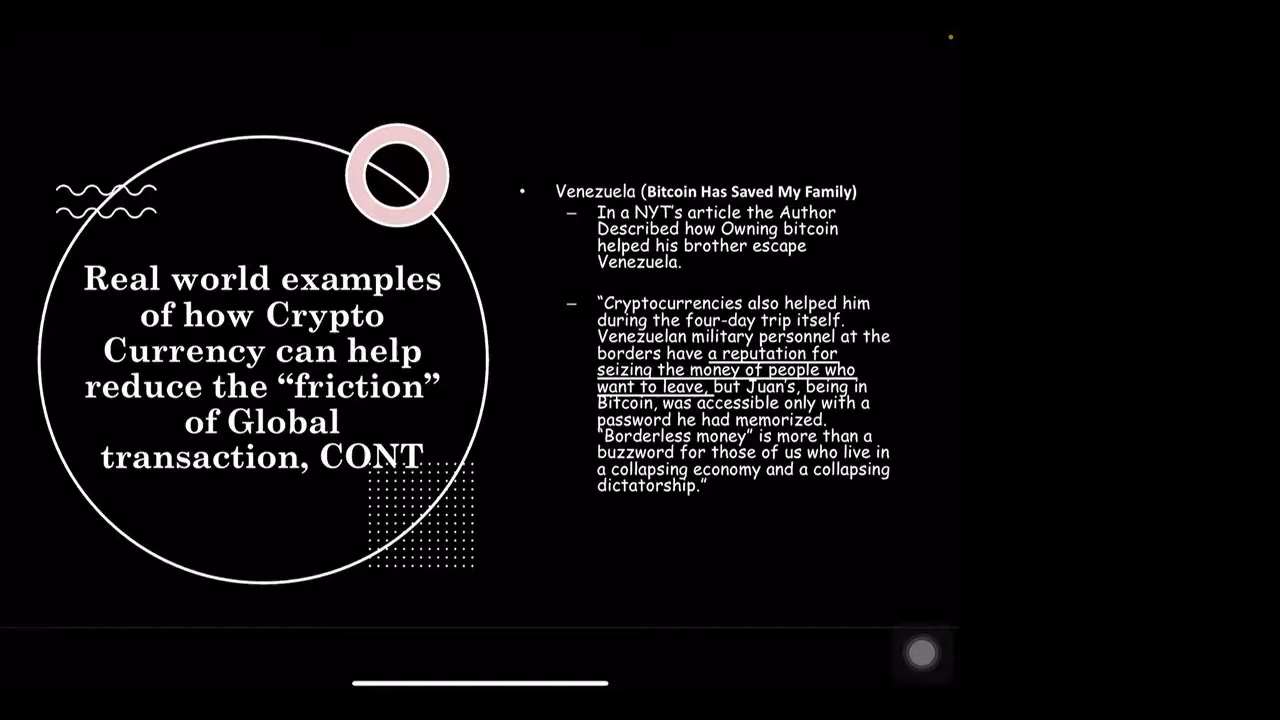 Real world examples
of how Crypto
Currency can help
reduce the “friction”
of Global
transaction, CONT
• Venezuela (Bitcoin Has Saved My Family)
– In a NYT's article the Author
Described how Owning bitcoin
helped his brother escape
Venezuela.
– “Cryptocurrencies also helped him
during the four-day trip itself.
Venezuelan military personnel at the
borders have a reputation for
seizing the money of people who
want to leave, but Juan’s, being in
Bitcoin, was accessible only with a
password he had memorized.
“Borderless money” is more than a
buzzword for those of us who live in
a collapsing economy and a collapsing
dictatorship.”